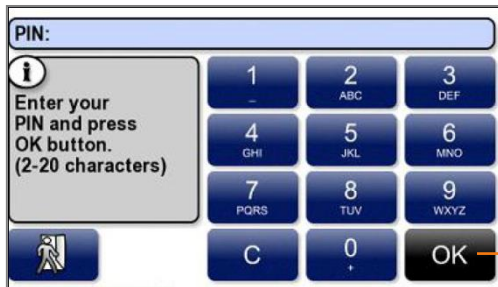 PIN:
i
Enter your
PIN and press
OK button.
(2-20 characters)
1
_
2
ABC
3
DEF
4
GHI
5
JKL
6
MNO
7
PQRS
8
TUV
9
WXYZ
C
0
+
OK